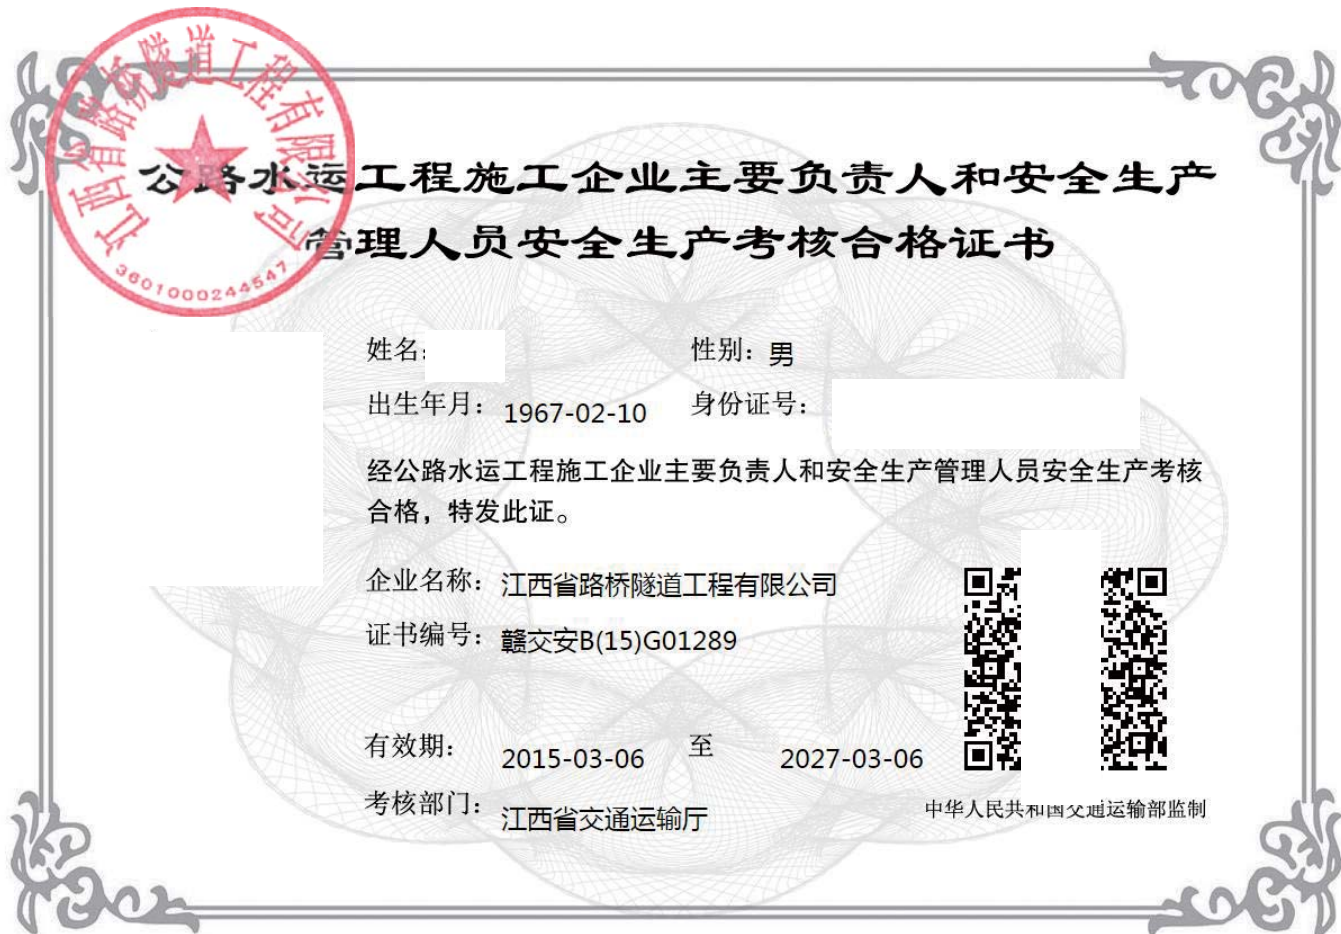 江西省路桥隧道工程有限公司
3601000244547
公路水运工程施工企业主要负责人和安全生产
管理人员安全生产考核合格证书
姓名:
性别: 男
出生年月: 1967-02-10
身份证号:
经公路水运工程施工企业主要负责人和安全生产管理人员安全生产考核
合格，特发此证。
企业名称: 江西省路桥隧道工程有限公司
证书编号: 赣交安B(15)G01289
有效期: 2015-03-06 至 2027-03-06
考核部门: 江西省交通运输厅
中华人民共和国交通运输部监制